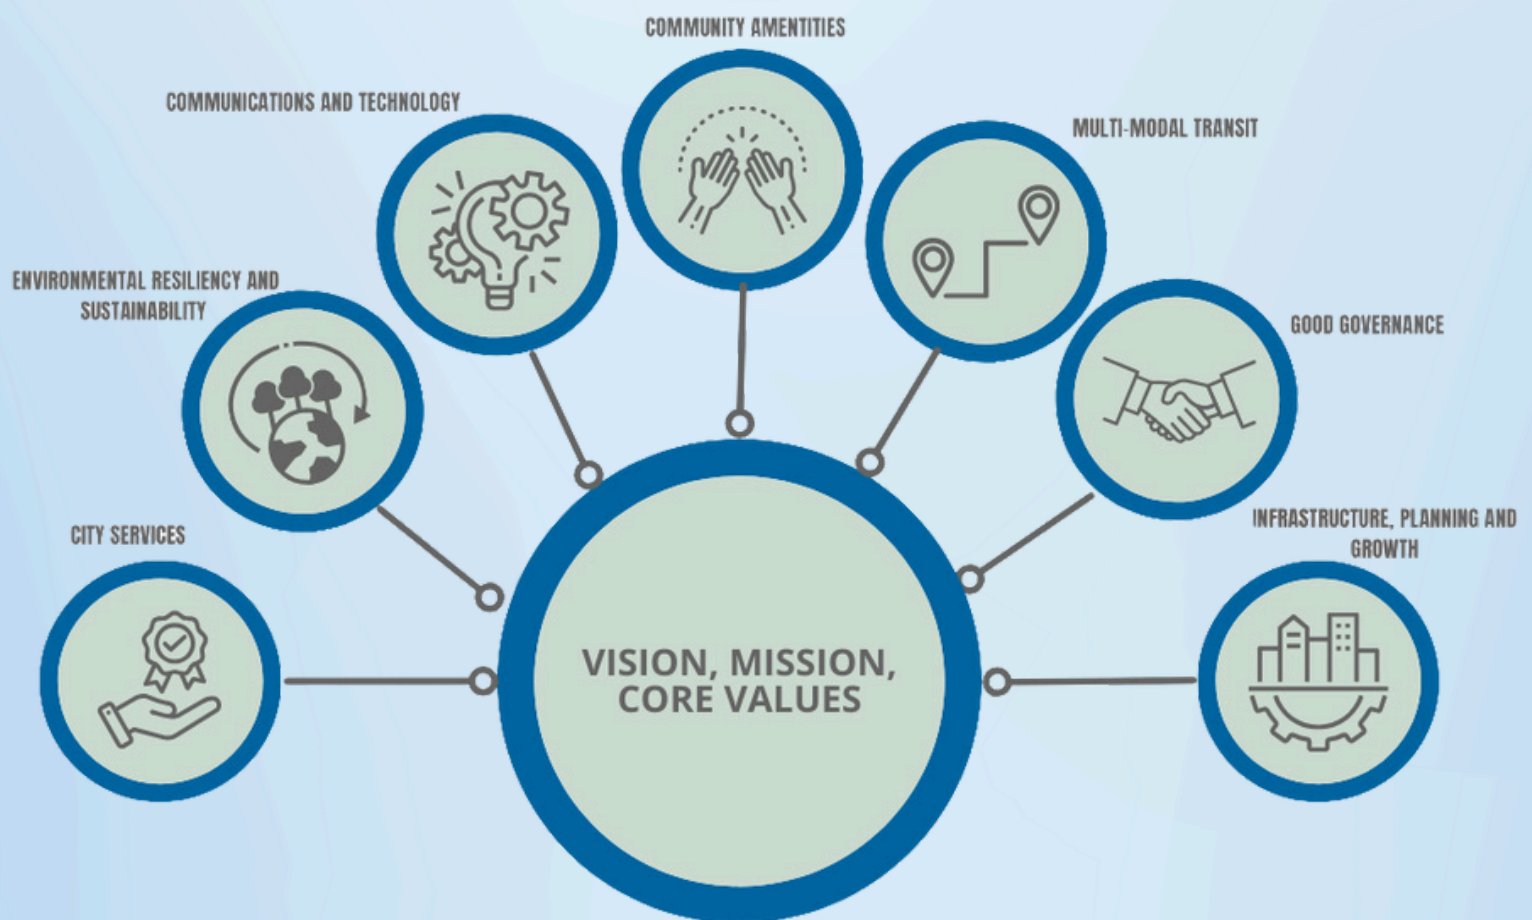 COMMUNITY AMENTITIES
COMMUNICATIONS AND TECHNOLOGY
MULTI-MODAL TRANSIT
ENVIRONMENTAL RESILIENCY AND
SUSTAINABILITY
GOOD GOVERNANCE
CITY SERVICES
INFRASTRUCTURE, PLANNING AND
GROWTH
VISION, MISSION,
CORE VALUES